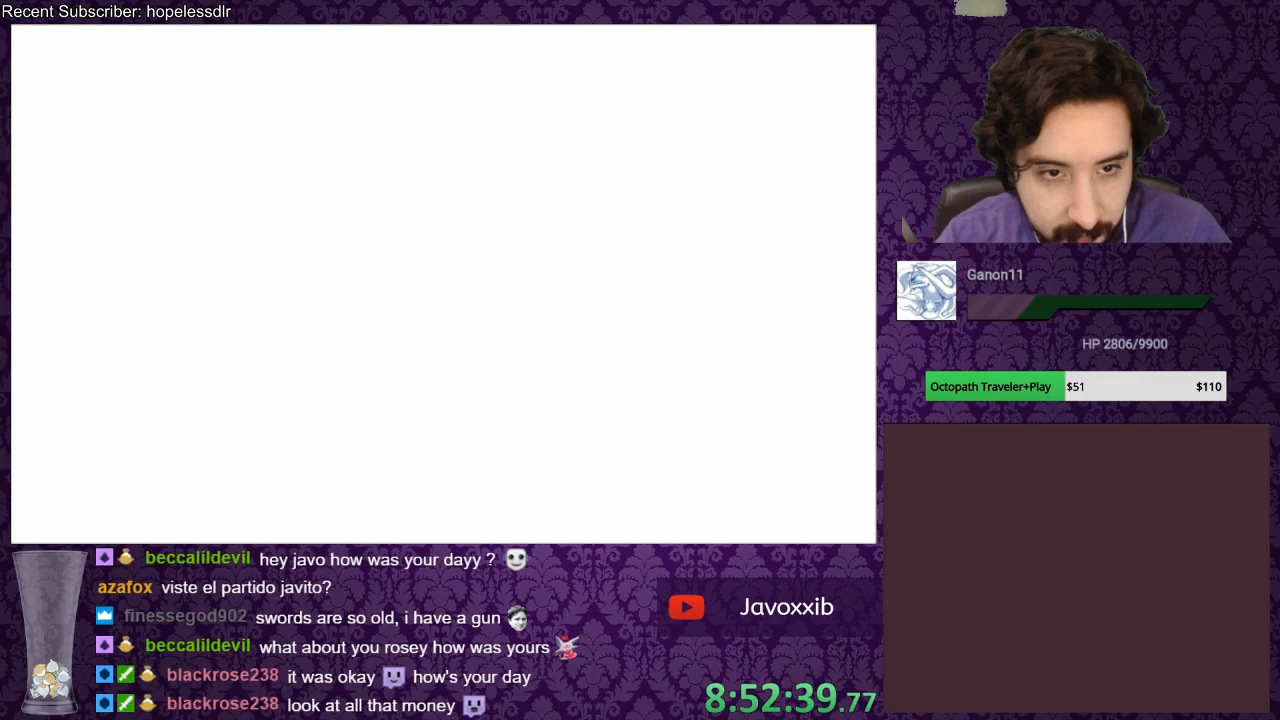 Recent Subscriber: hopelessdlr
Ganon11
HP 2806/9900
Octopath Traveler+Play $51 $110
beccalildevil hey javo how was your dayy ?
azafox viste el partido javito?
finessegod902 swords are so old, i have a gun
beccalildevil what about you rosey how was yours
blackrose238 it was okay how's your day
blackrose238 look at all that money
Javoxxib
8:52:39.77